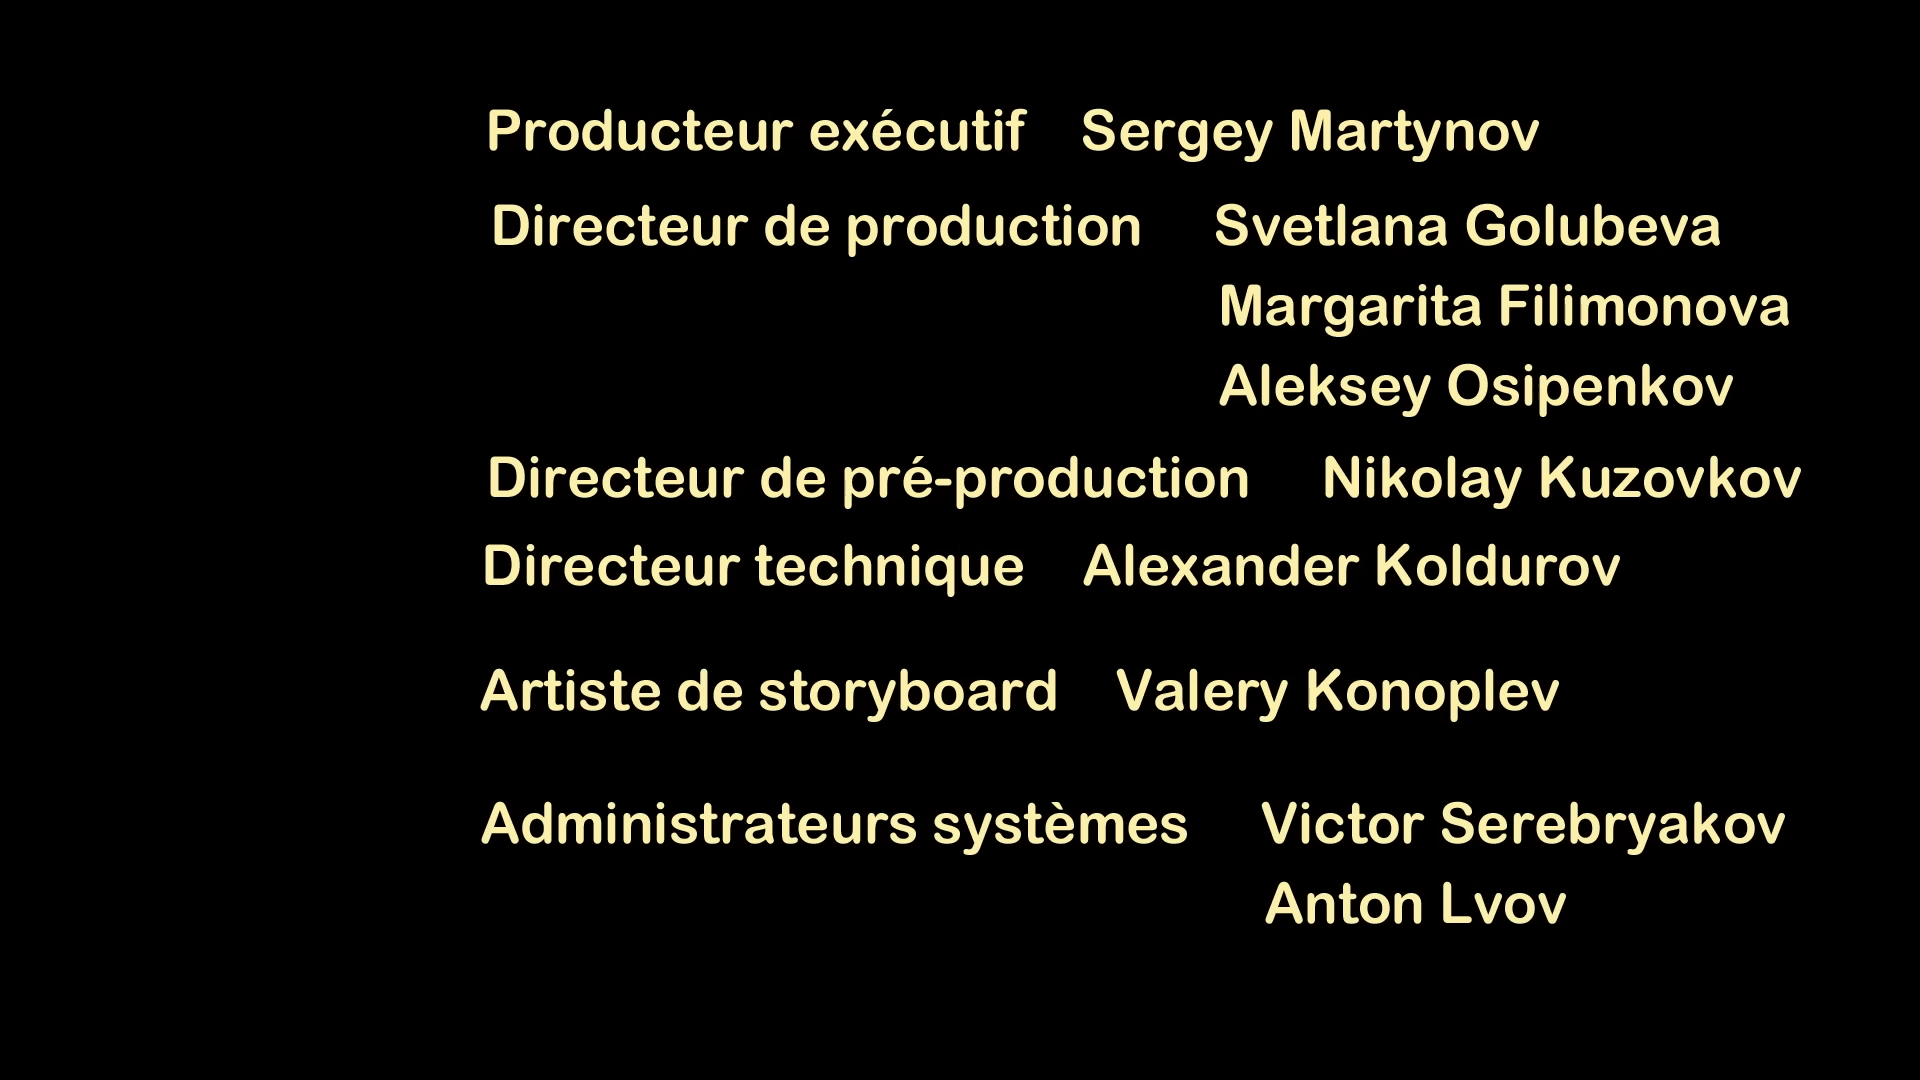 Producteur exécutif Sergey Martynov
Directeur de production Svetlana Golubeva
Margarita Filimonova
Aleksey Osipenkov
Directeur de pré-production Nikolay Kuzovkov
Directeur technique Alexander Koldurov
Artiste de storyboard Valery Konoplev
Administrateurs systèmes Victor Serebryakov
Anton Lvov